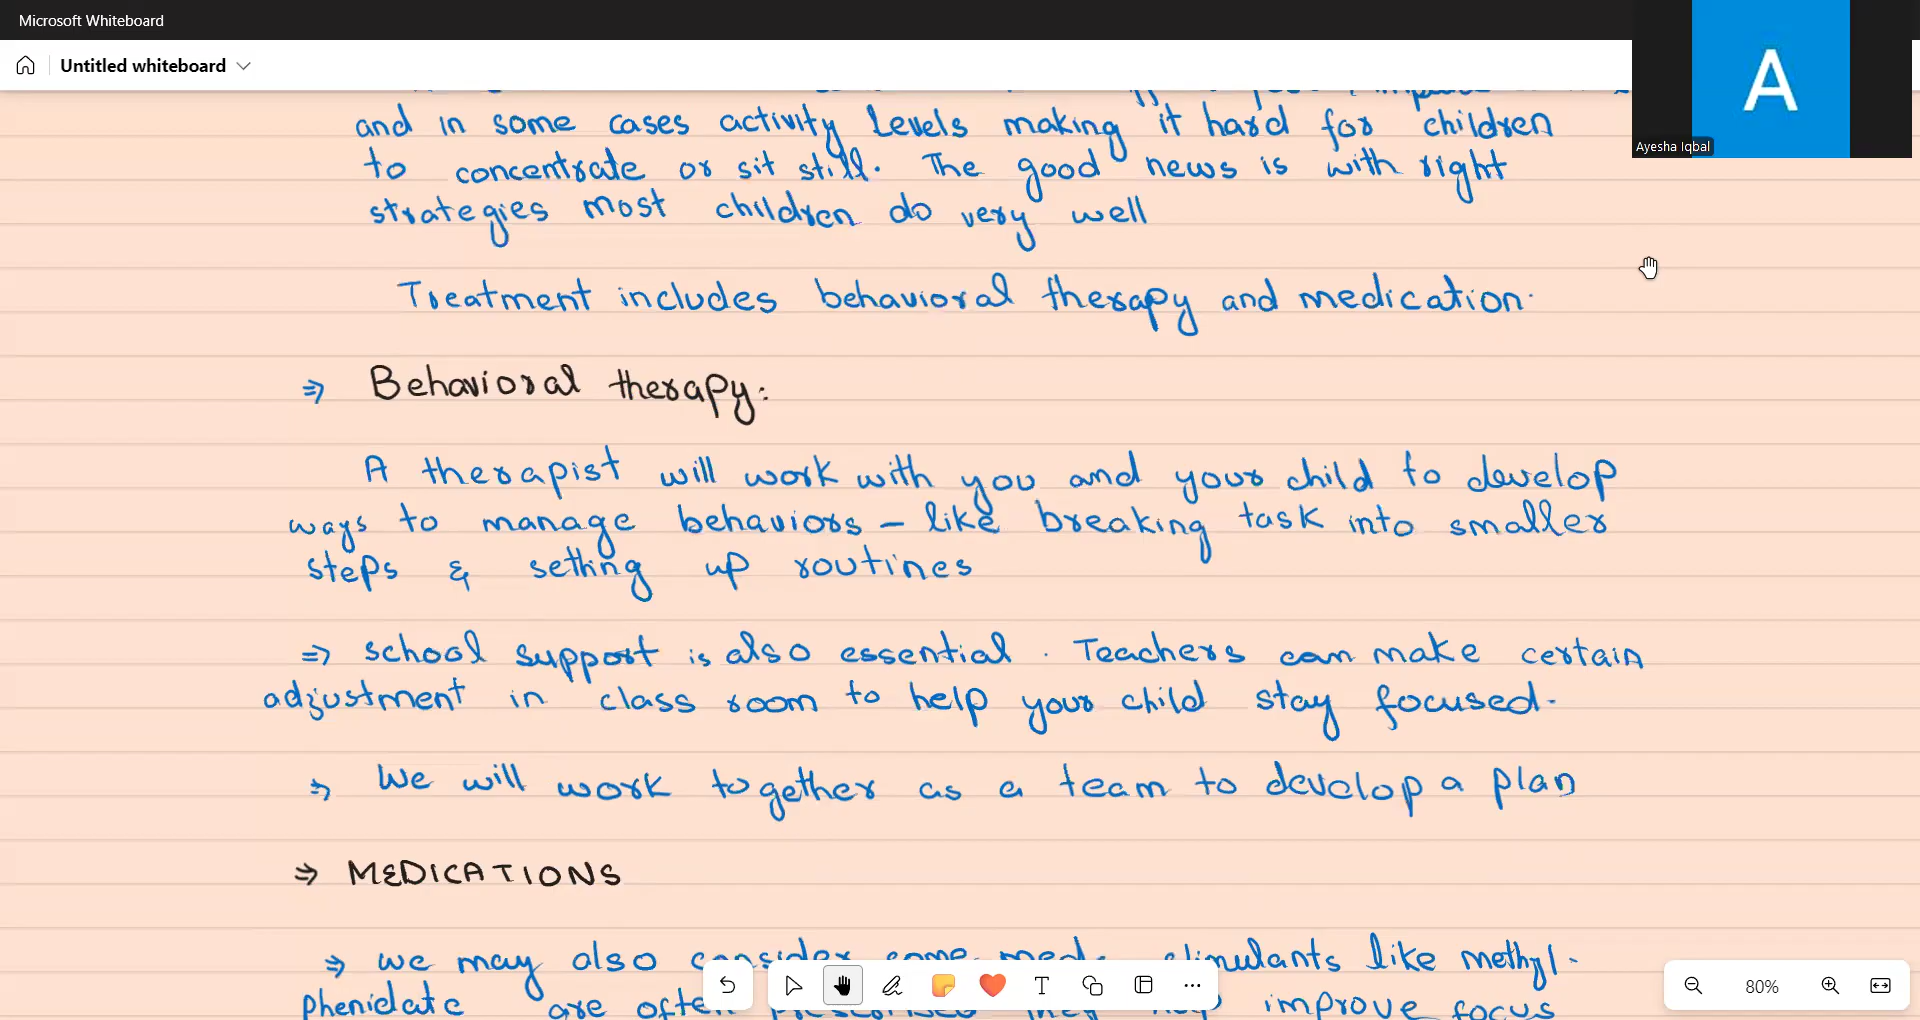 Microsoft Whiteboard
Untitled whiteboard
A
Ayesha Iqbal
and in some cases activity levels making it hard for children
to concentrate or sit still. The good news is with right
strategies most children do very well
Treatment includes behavioral therapy and medication.
⇒ Behavioral therapy:
A therapist will work with you and your child to develop
ways to manage behaviors - like breaking task into smaller
steps & setting up routines
⇒ school support is also essential. Teachers can make certain
adjustment in class room to help your child stay focused.
⇒ We will work together as a team to develop a plan
⇒ MEDICATIONS
⇒ we may also consider some meds stimulants like methyl-
phenidate are often prescribed they help improve focus
80%